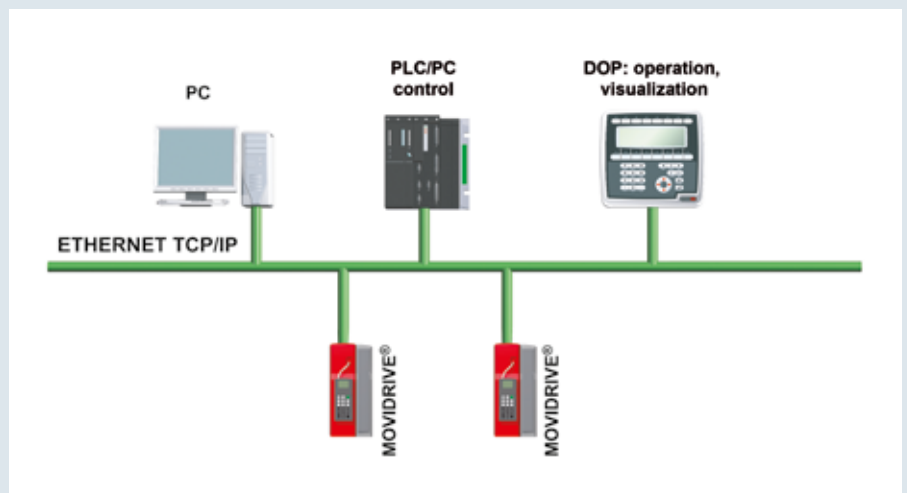 PC
PLC/PC
control
DOP: operation,
visualization
ETHERNET TCP/IP
MOVIDRIVE®
MOVIDRIVE®